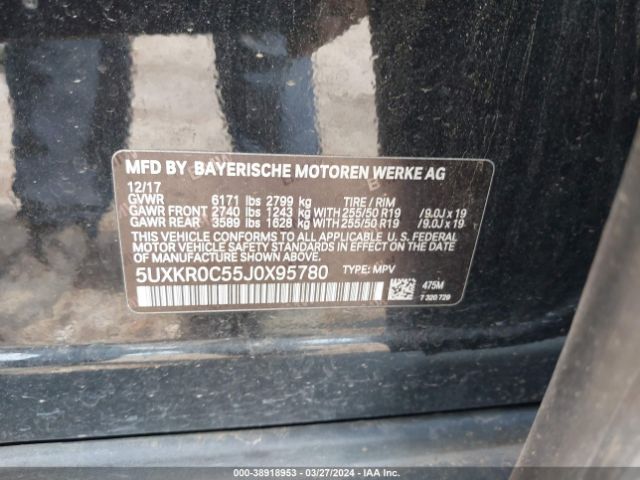 MFD BY BAYERISCHE MOTOREN WERKE AG
12/17
GVWR 6171 lbs 2799 kg TIRE / RIM
GAWR FRONT 2740 lbs 1243 kg WITH 255/50 R19 /9.0J x 19
GAWR REAR 3589 lbs 1628 kg WITH 255/50 R19 /9.0J x 19
THIS VEHICLE CONFORMS TO ALL APPLICABLE U. S. FEDERAL
MOTOR VEHICLE SAFETY STANDARDS IN EFFECT ON THE DATE
OF MANUFACTURE SHOWN ABOVE.
5UXKR0C55J0X95780 TYPE: MPV
475M
7 320 729
000-38918953 - 03/27/2024 - IAA Inc.